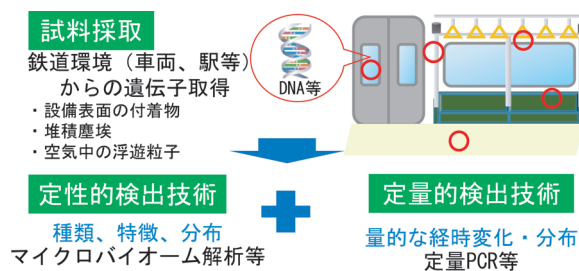 試料採取
鉄道環境（車両、駅等）
からの遺伝子取得
・設備表面の付着物
・堆積塵埃
・空気中の浮遊粒子
DNA等
定性的検出技術
種類、特徴、分布
マイクロバイオーム解析等
定量的検出技術
量的な経時変化・分布
定量PCR等